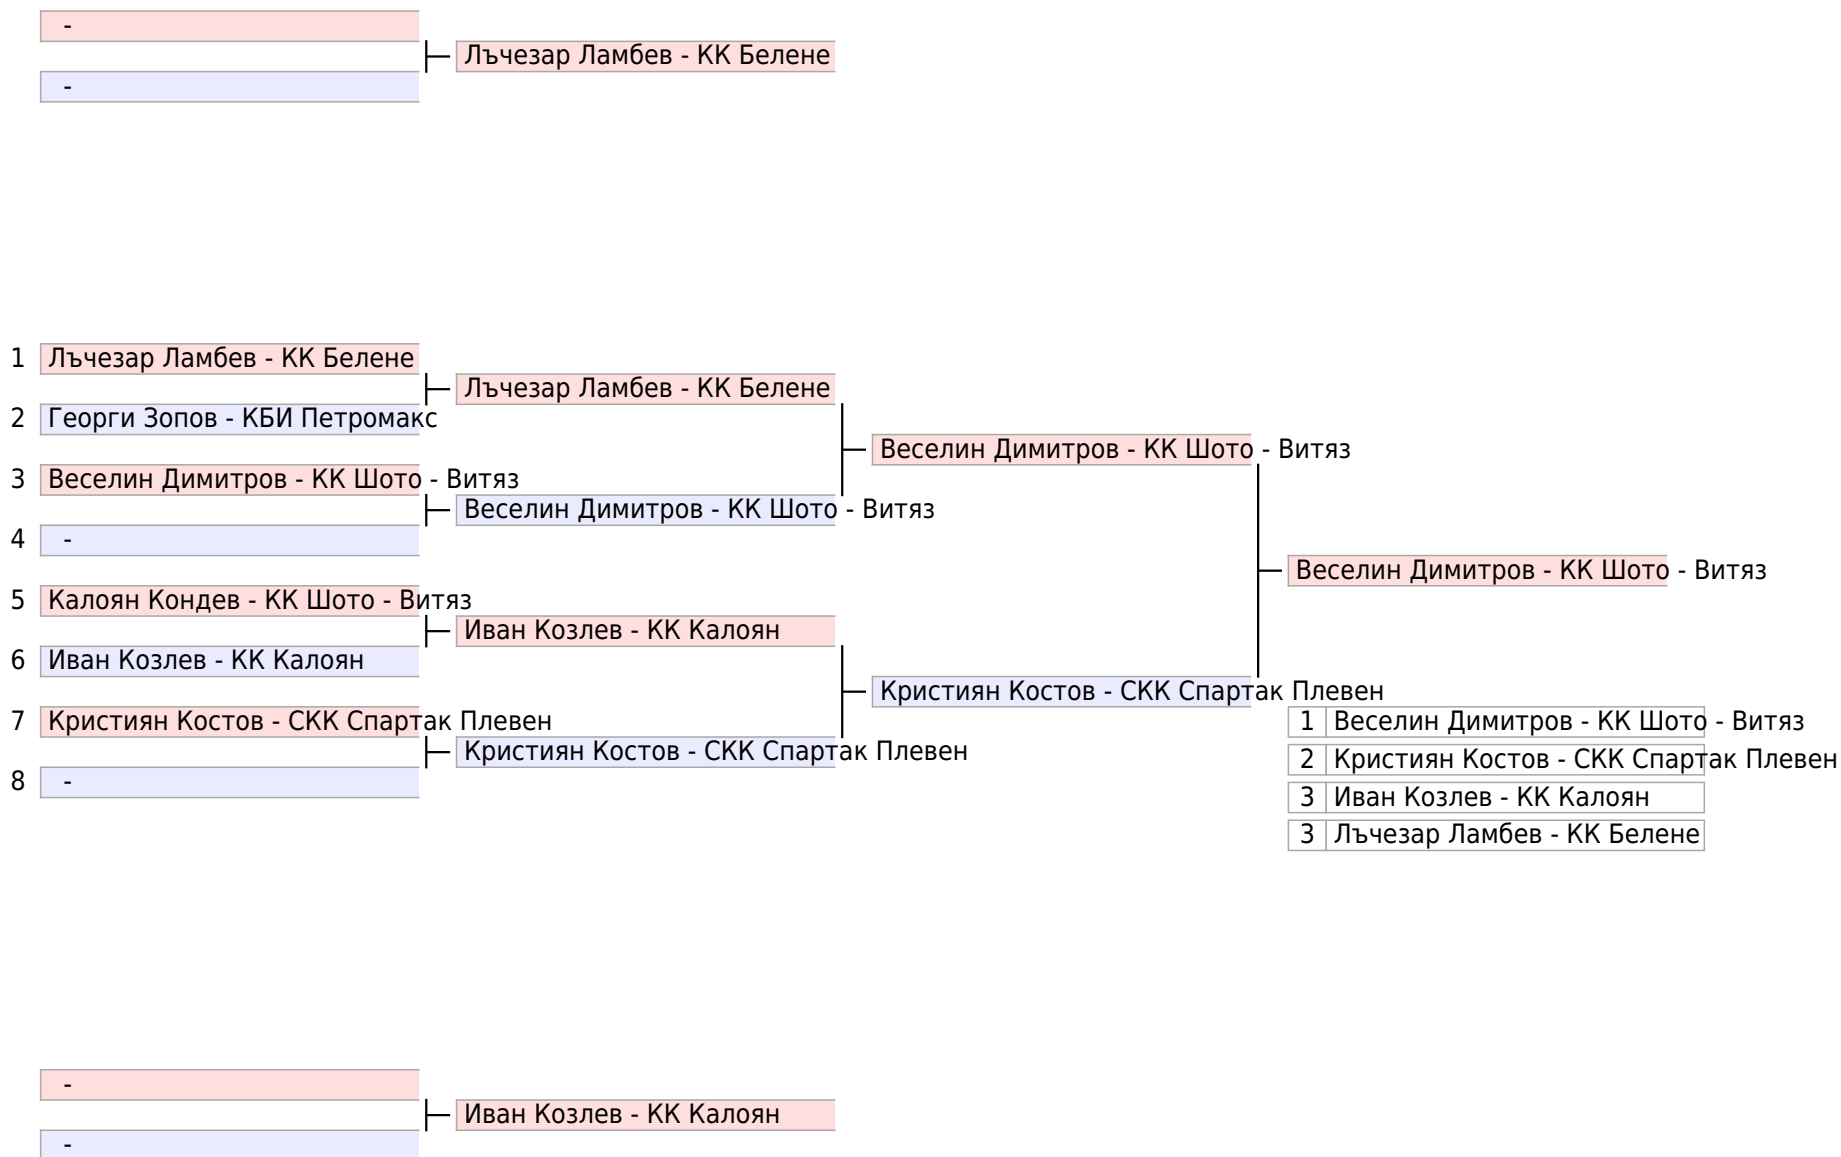 -
Лъчезар Ламбев - КК Белене
-
1 Лъчезар Ламбев - КК Белене
Лъчезар Ламбев - КК Белене
2 Георги Зопов - КБИ Петромакс
Веселин Димитров - КК Шото - Витяз
3 Веселин Димитров - КК Шото - Витяз
Веселин Димитров - КК Шото - Витяз
4 -
Веселин Димитров - КК Шото - Витяз
5 Калоян Кондев - КК Шото - Витяз
Иван Козлев - КК Калоян
6 Иван Козлев - КК Калоян
Кристиян Костов - СКК Спартак Плевен
7 Кристиян Костов - СКК Спартак Плевен
Кристиян Костов - СКК Спартак Плевен
8 -
1 Веселин Димитров - КК Шото - Витяз
2 Кристиян Костов - СКК Спартак Плевен
3 Иван Козлев - КК Калоян
3 Лъчезар Ламбев - КК Белене
-
Иван Козлев - КК Калоян
-